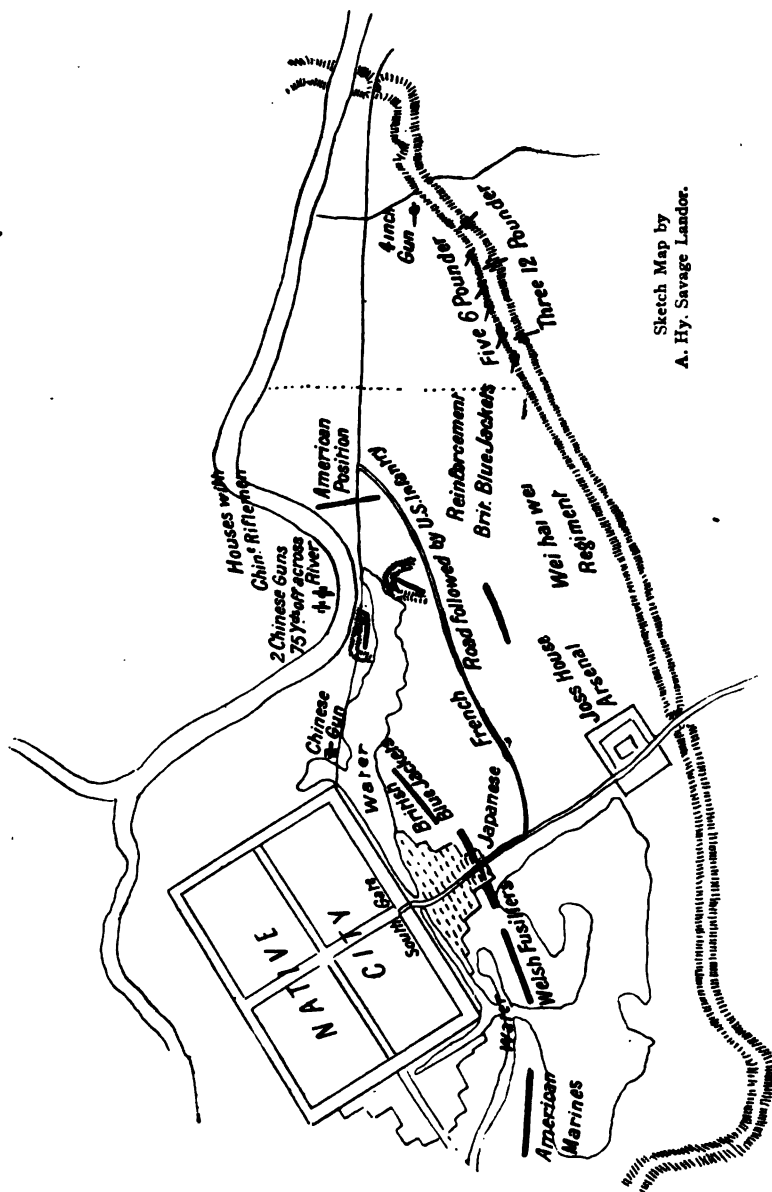 Houses with
Chin.e Riflemen
2 Chinese Guns
75 Yds off across
River
American
Position
4 inch
Gun
Five 6 Pounder
Three 12 Pounder
Reinforcement
Brit. Blue Jackets
Road followed by U.S. Infantry
Wei hai wei
Regiment
Joss House
Arsenal
French
Japanese
Chinese
Gun
Water
British
Blue Jackets
NATIVE
CITY
South Gate
Welsh Fusiliers
Water
American
Marines
Sketch Map by
A. Hy. Savage Landor.